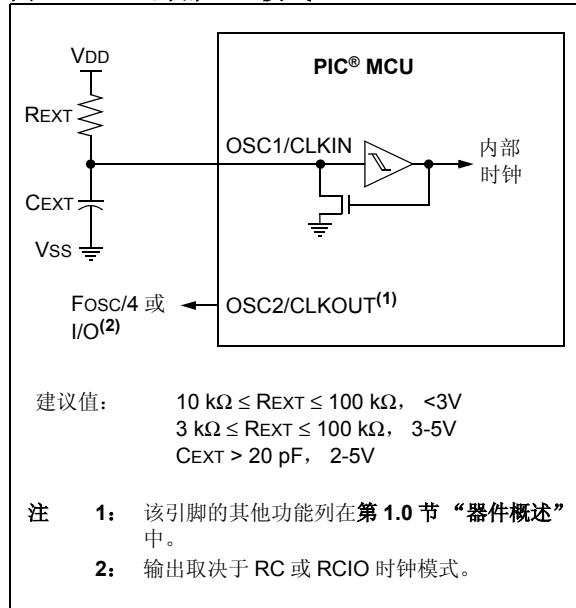 VDD
PIC® MCU
REXT
OSC1/CLKIN
内部
时钟
CEXT
VSS
FOSC/4 或
I/O(2)
OSC2/CLKOUT(1)
建议值: 10 kΩ ≤ REXT ≤ 100 kΩ， <3V
3 kΩ ≤ REXT ≤ 100 kΩ， 3-5V
CEXT > 20 pF， 2-5V
注 1： 该引脚的其他功能列在第 1.0 节 “器件概述”
中。
2： 输出取决于 RC 或 RCIO 时钟模式。